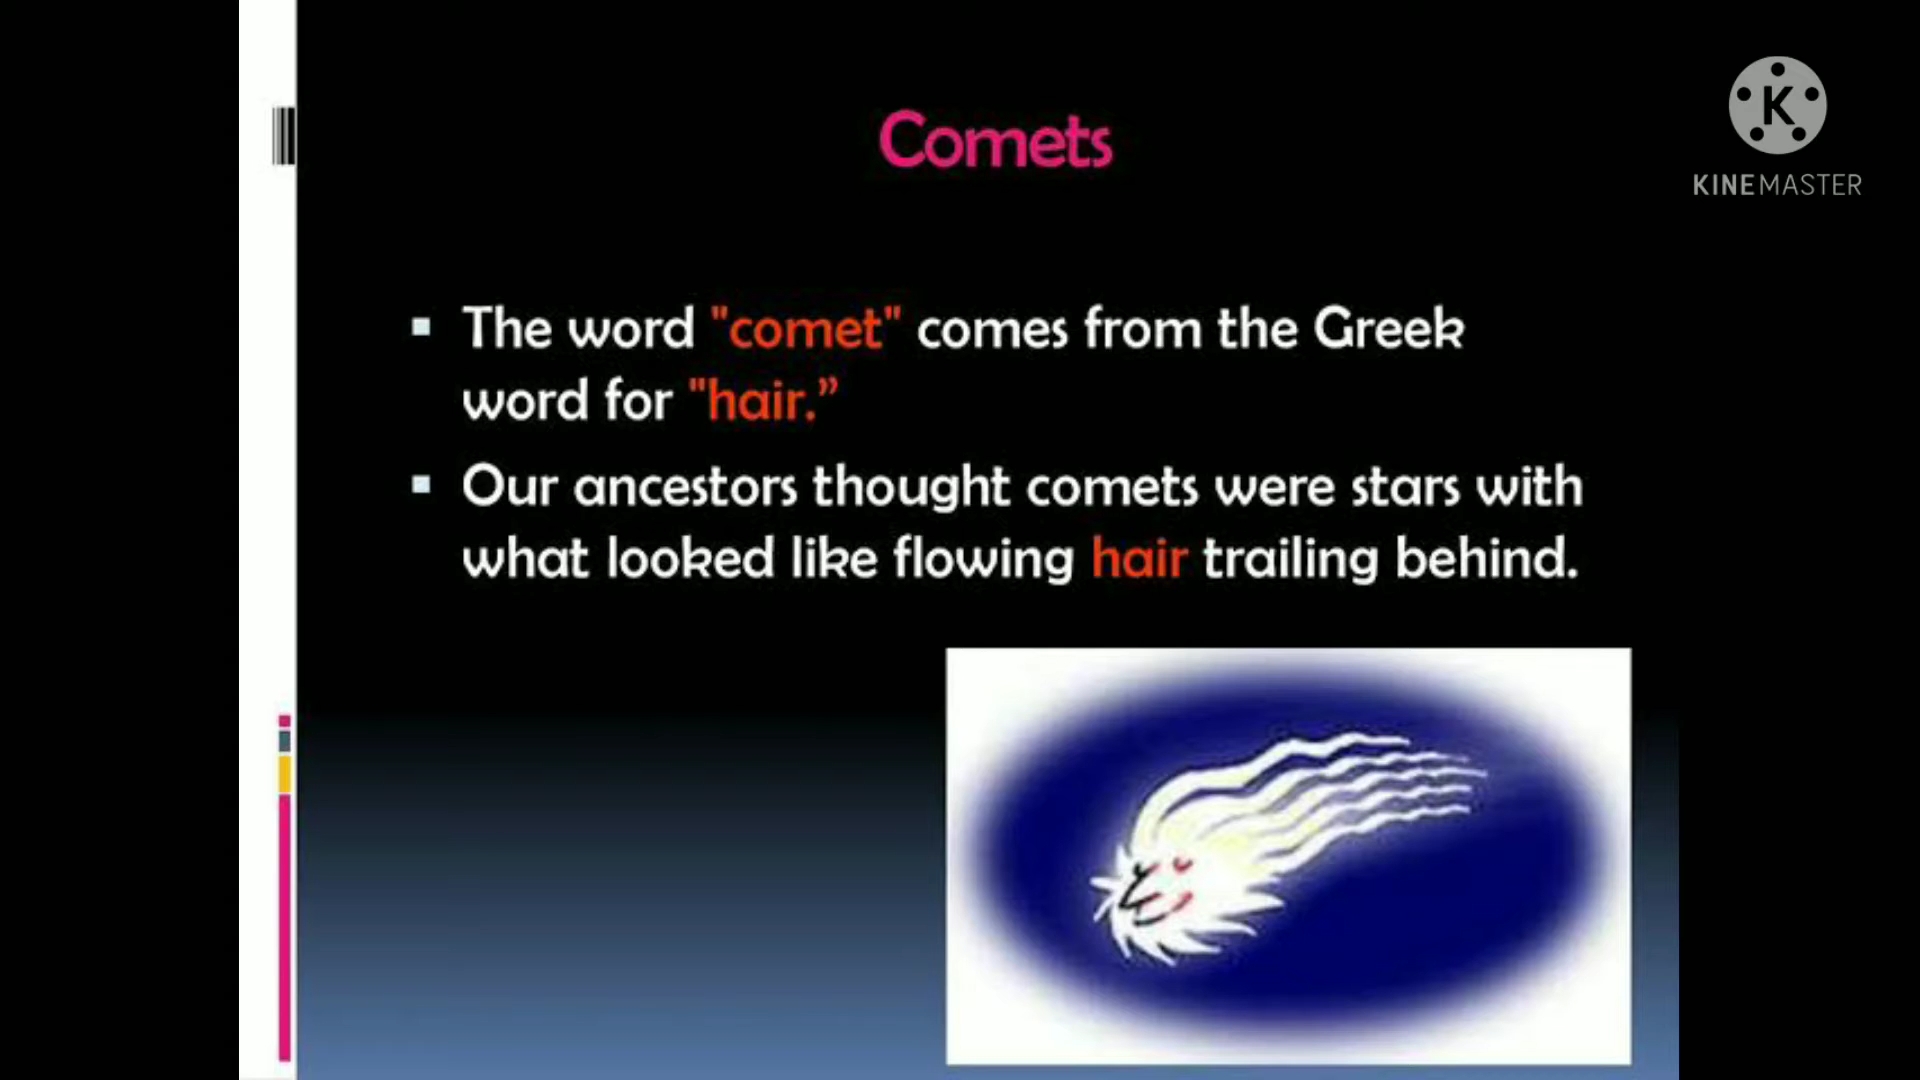 Comets
K
KINEMASTER
▪ The word "comet" comes from the Greek
word for "hair.”
▪ Our ancestors thought comets were stars with
what looked like flowing hair trailing behind.